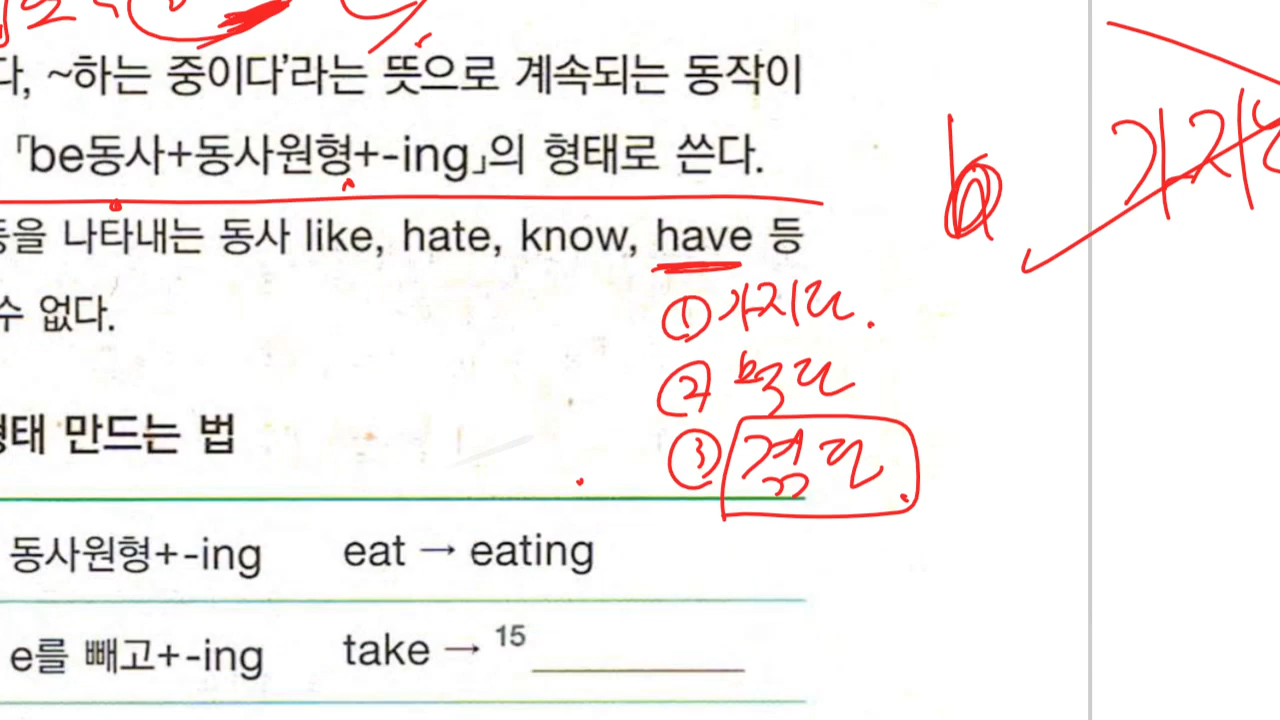 다, ~하는 중이다’라는 뜻으로 계속되는 동작이
「be동사+동사원형+-ing」의 형태로 쓴다.
을 나타내는 동사 like, hate, know, have 등
수 없다.
① 가지다.
② 먹다
형태 만드는 법
③
동사원형+-ing eat → eating
e를 빼고+-ing take → 15